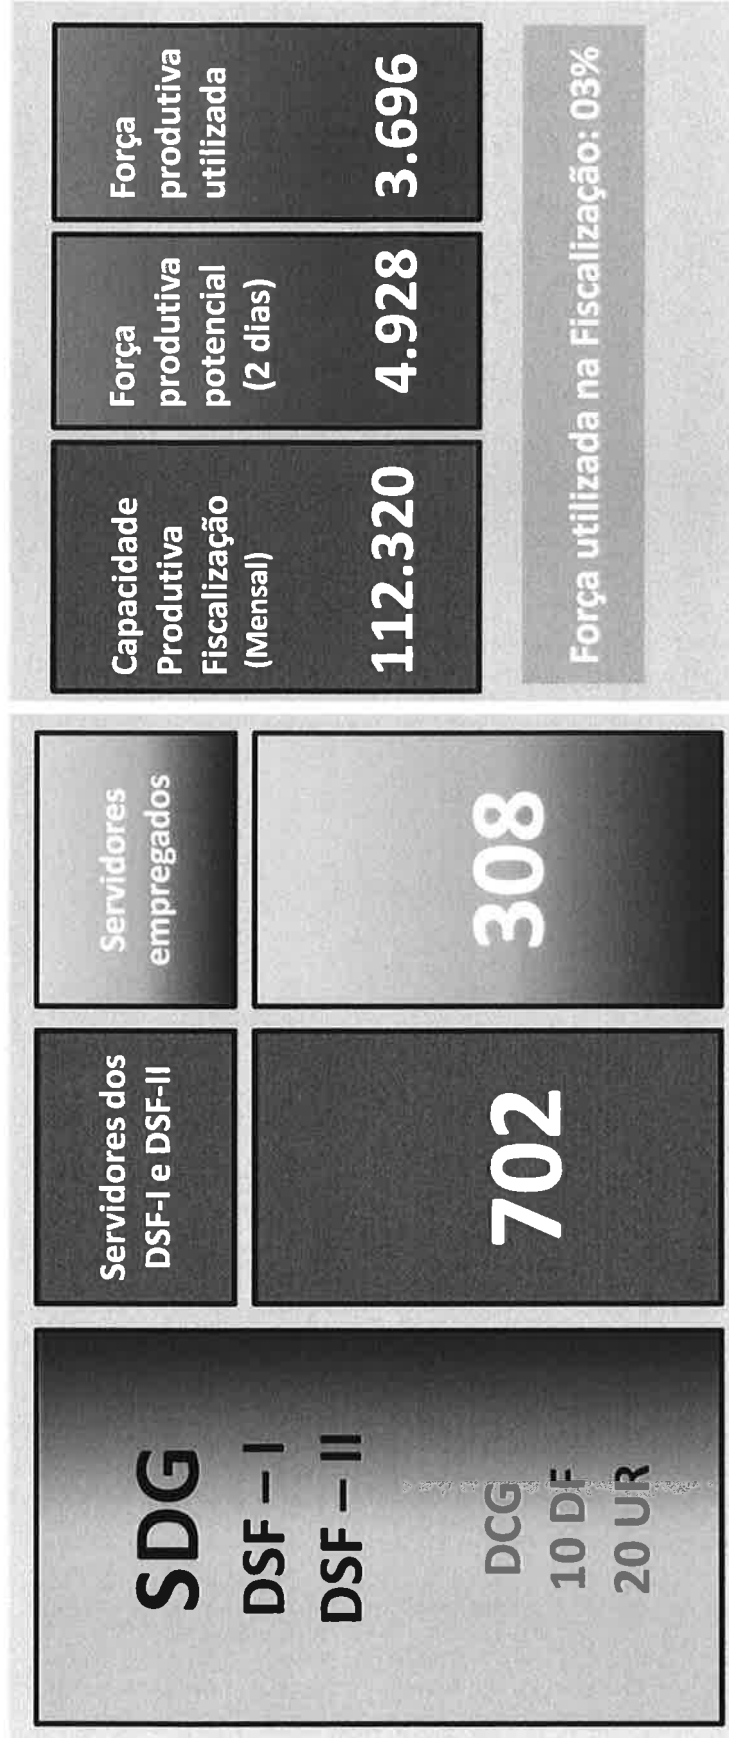 SDG
DSF – I
DSF – II
DCG
10 DF
20 UR
Servidores dos
DSF-I e DSF-II
702
Servidores
empregados
308
Capacidade
Produtiva
Fiscalização
(Mensal)
112.320
Força
produtiva
potencial
(2 dias)
4.928
Força
produtiva
utilizada
3.696
Força utilizada na Fiscalização: 03%